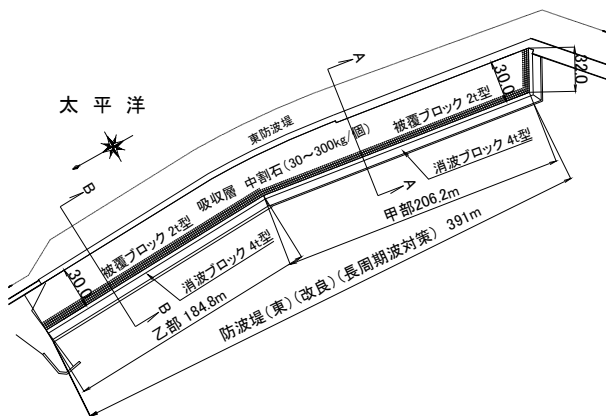 A
32.0
30.0
太平洋
東防波堤
被覆ブロック 2t型
吸収層 中割石(30～300kg/個)
消波ブロック 4t型
A
B
被覆ブロック 2t型
甲部206.2m
消波ブロック 4t型
30.0
B
乙部 184.8m
防波堤(東)(改良)(長周期波対策) 391m